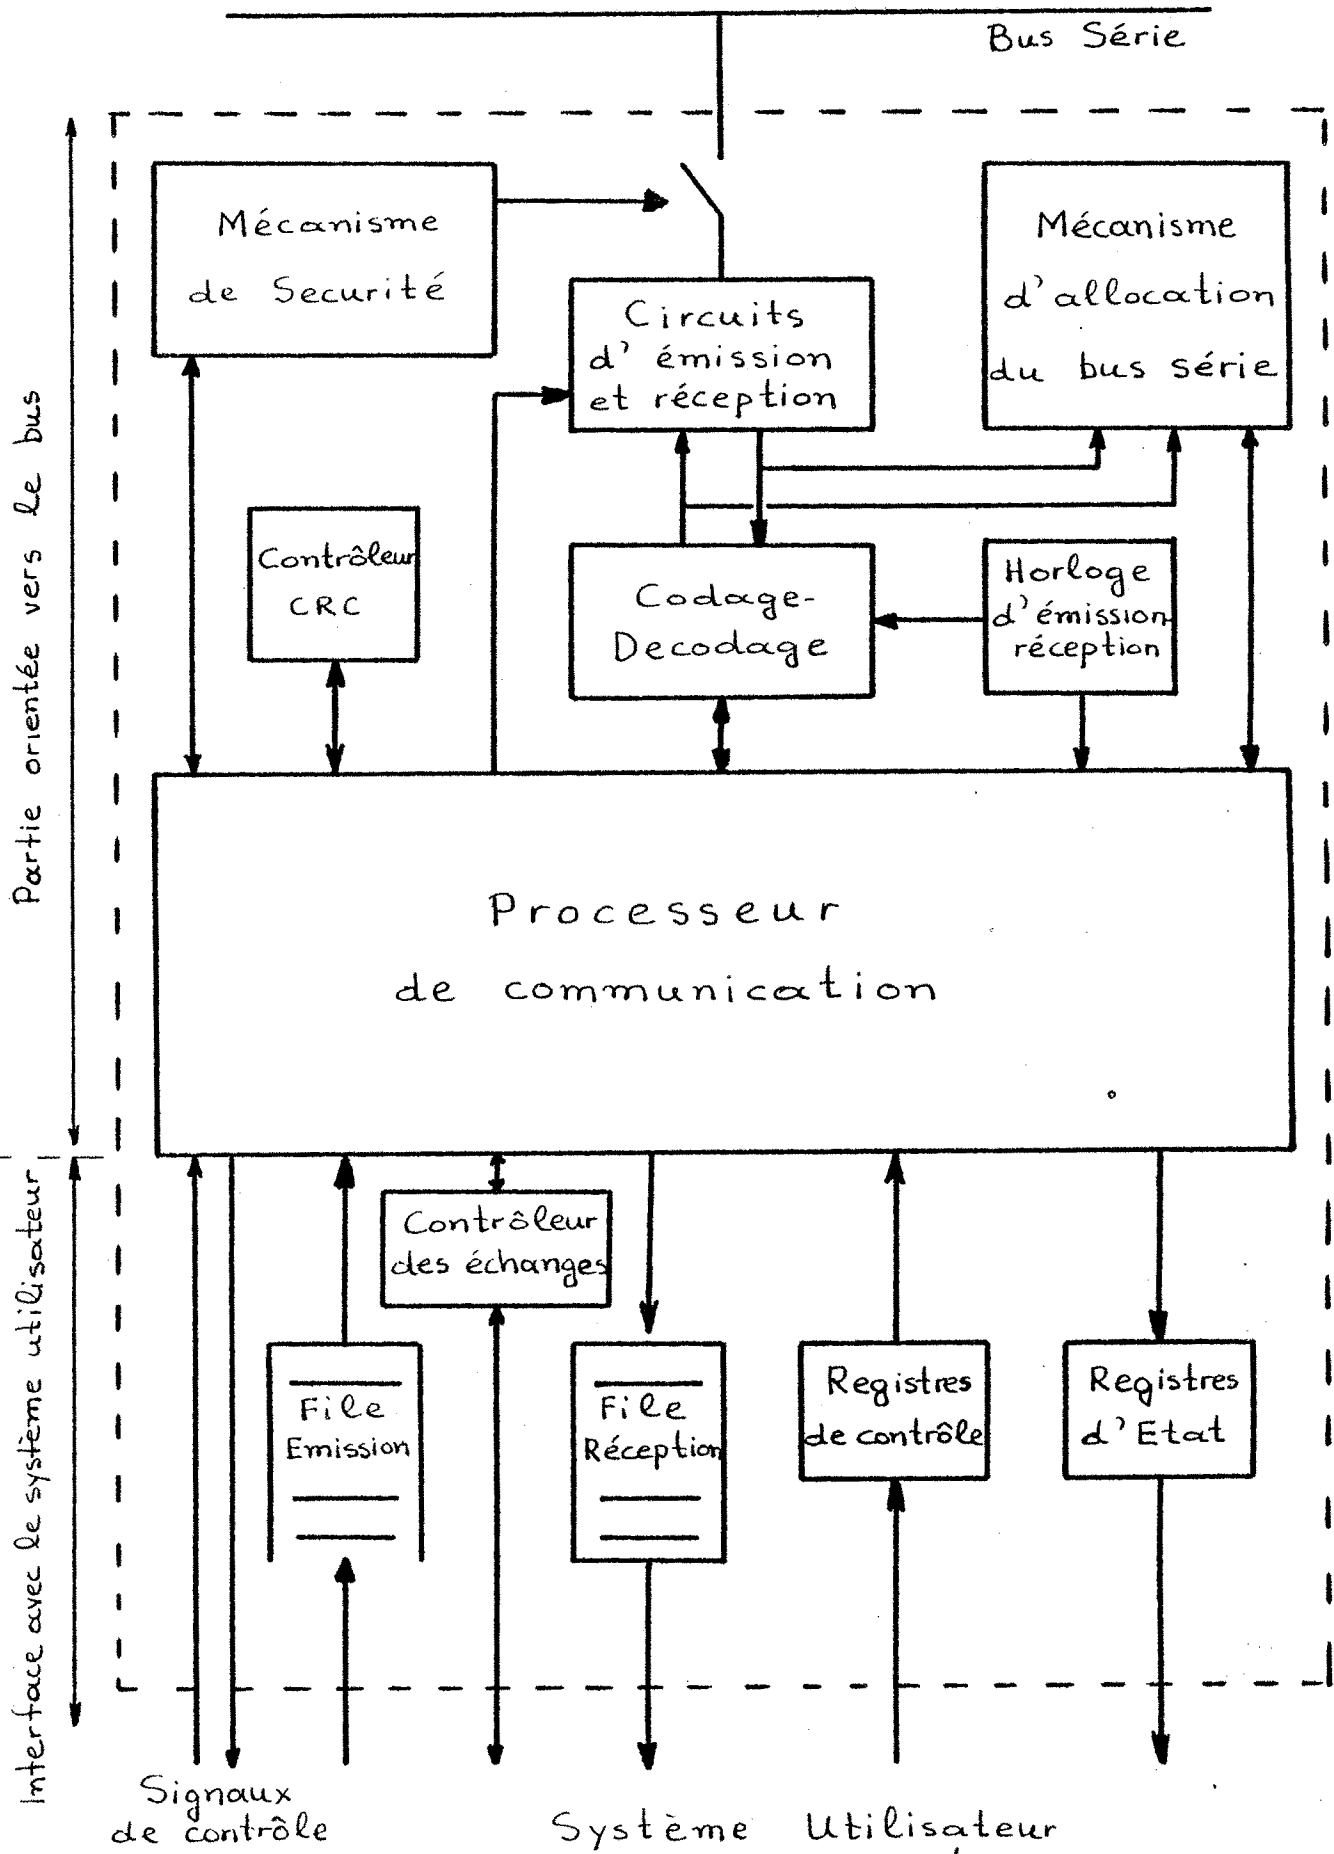 Bus Série
Mécanisme
de Securité
Circuits
d' émission
et réception
Mécanisme
d'allocation
du bus série
Contrôleur
CRC
Codage-
Decodage
Horloge
d'émission
réception
Partie orientée vers le bus
Processeur
de communication
Contrôleur
des échanges
File
Emission
File
Réception
Registres
de contrôle
Registres
d'Etat
Interface avec le système utilisateur
Signaux
de contrôle
Système Utilisateur